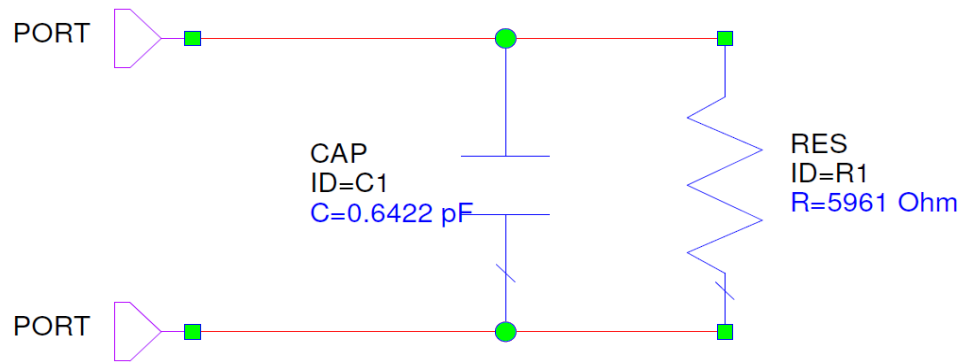 PORT
CAP
ID=C1
C=0.6422 pF
RES
ID=R1
R=5961 Ohm
PORT